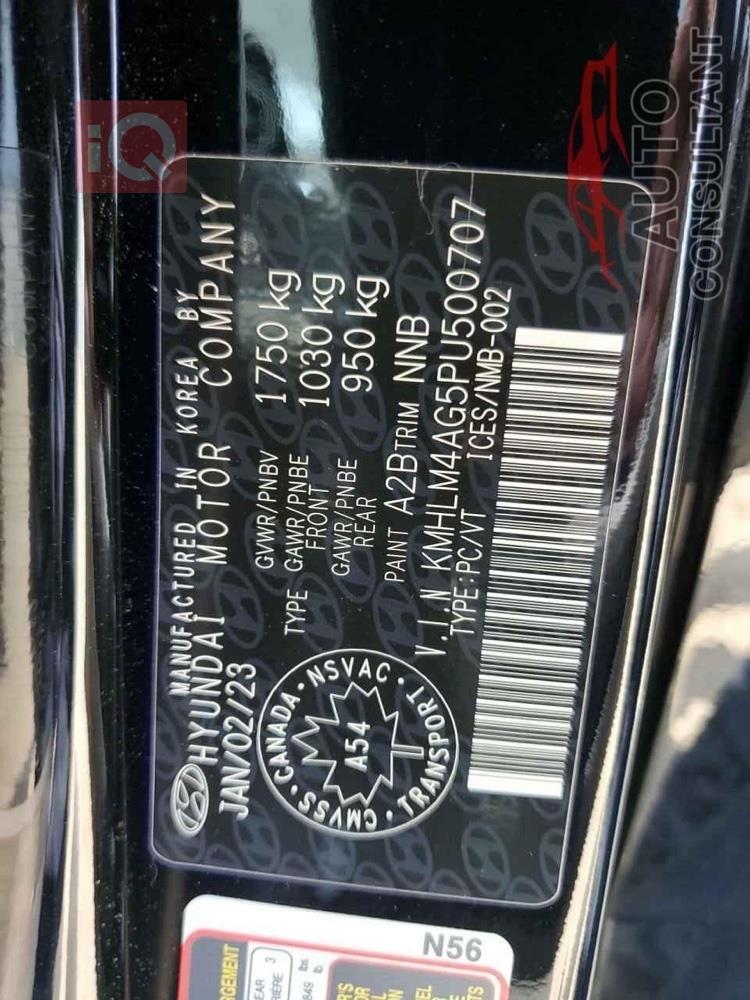 MANUFACTURED IN KOREA BY
HYUNDAI MOTOR COMPANY
JAN/02/23
GVWR/PNBV 1750 kg
TYPE GAWR/PNBE FRONT 1030 kg
GAWR/PNBE REAR 950 kg
PAINT A2B TRIM NNB
V.I.N KMHLM4AG5PU500707
TYPE:PC/VT ICES/NMB-002
CMVSS · CANADA · NSVAC · TRANSPORT
A54
N56
iQ
AUTO
CONSULTANT